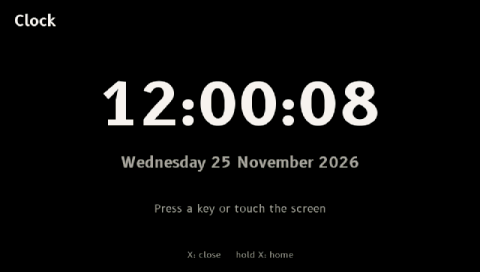 Clock
12:00:08
Wednesday 25 November 2026
Press a key or touch the screen
X: close hold X: home